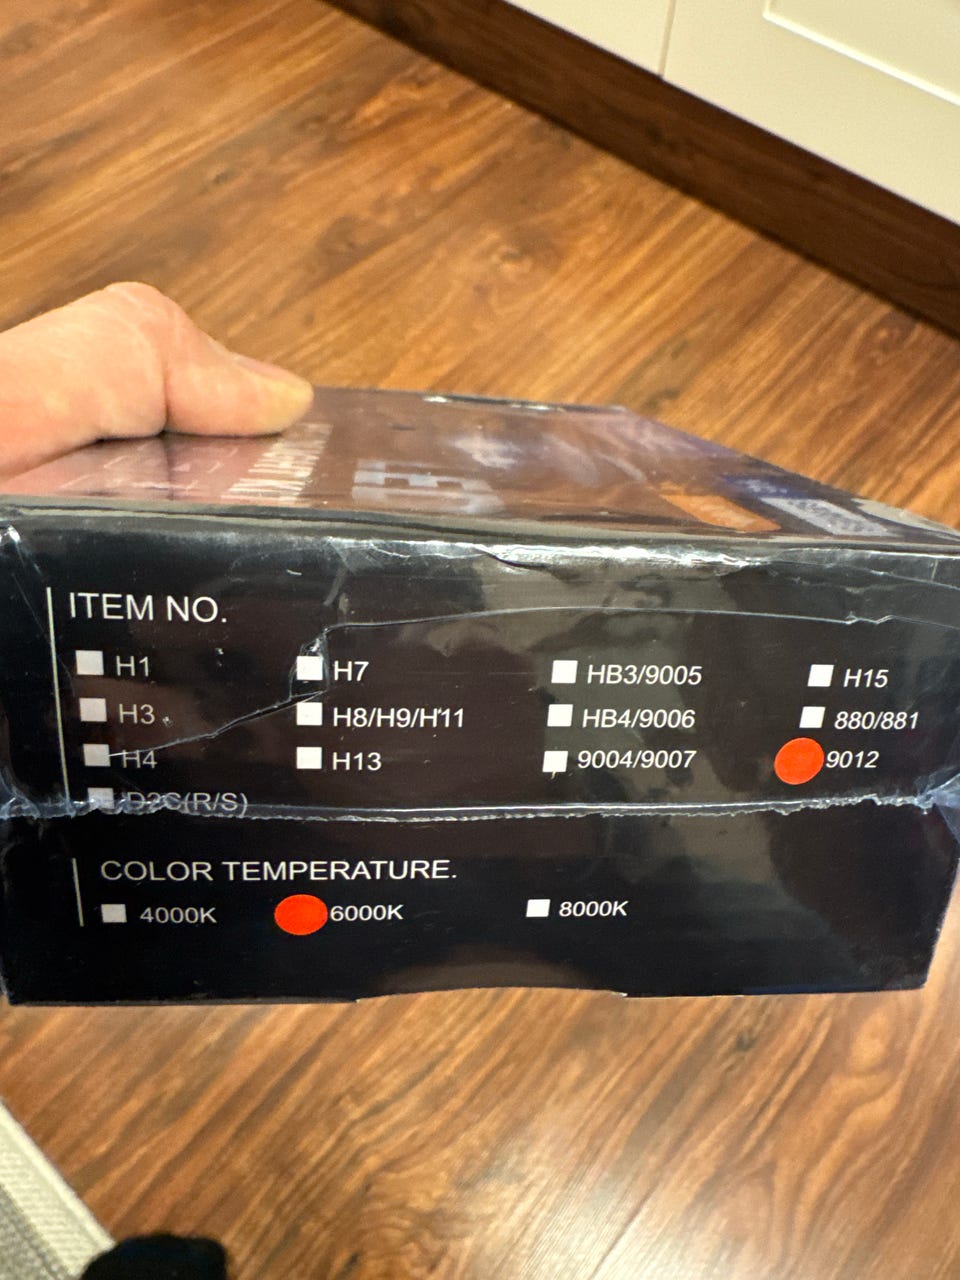 ITEM NO.
H1 H7 HB3/9005 H15
H3 H8/H9/H11 HB4/9006 880/881
H4 H13 9004/9007 9012
D2C(R/S)
COLOR TEMPERATURE.
4000K 6000K 8000K